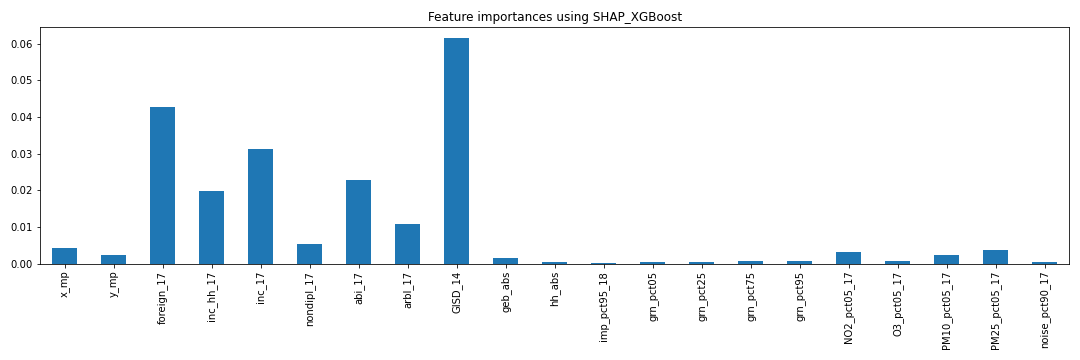 Feature importances using SHAP_XGBoost
0.06
0.05
0.04
0.03
0.02
0.01
0.00
x_mp
y_mp
foreign_17
inc_hh_17
inc_17
nondipl_17
abi_17
arbl_17
GISD_14
geb_abs
hh_abs
imp_pct95_18
grn_pct05
grn_pct25
grn_pct75
grn_pct95
NO2_pct05_17
O3_pct05_17
PM10_pct05_17
PM25_pct05_17
noise_pct90_17